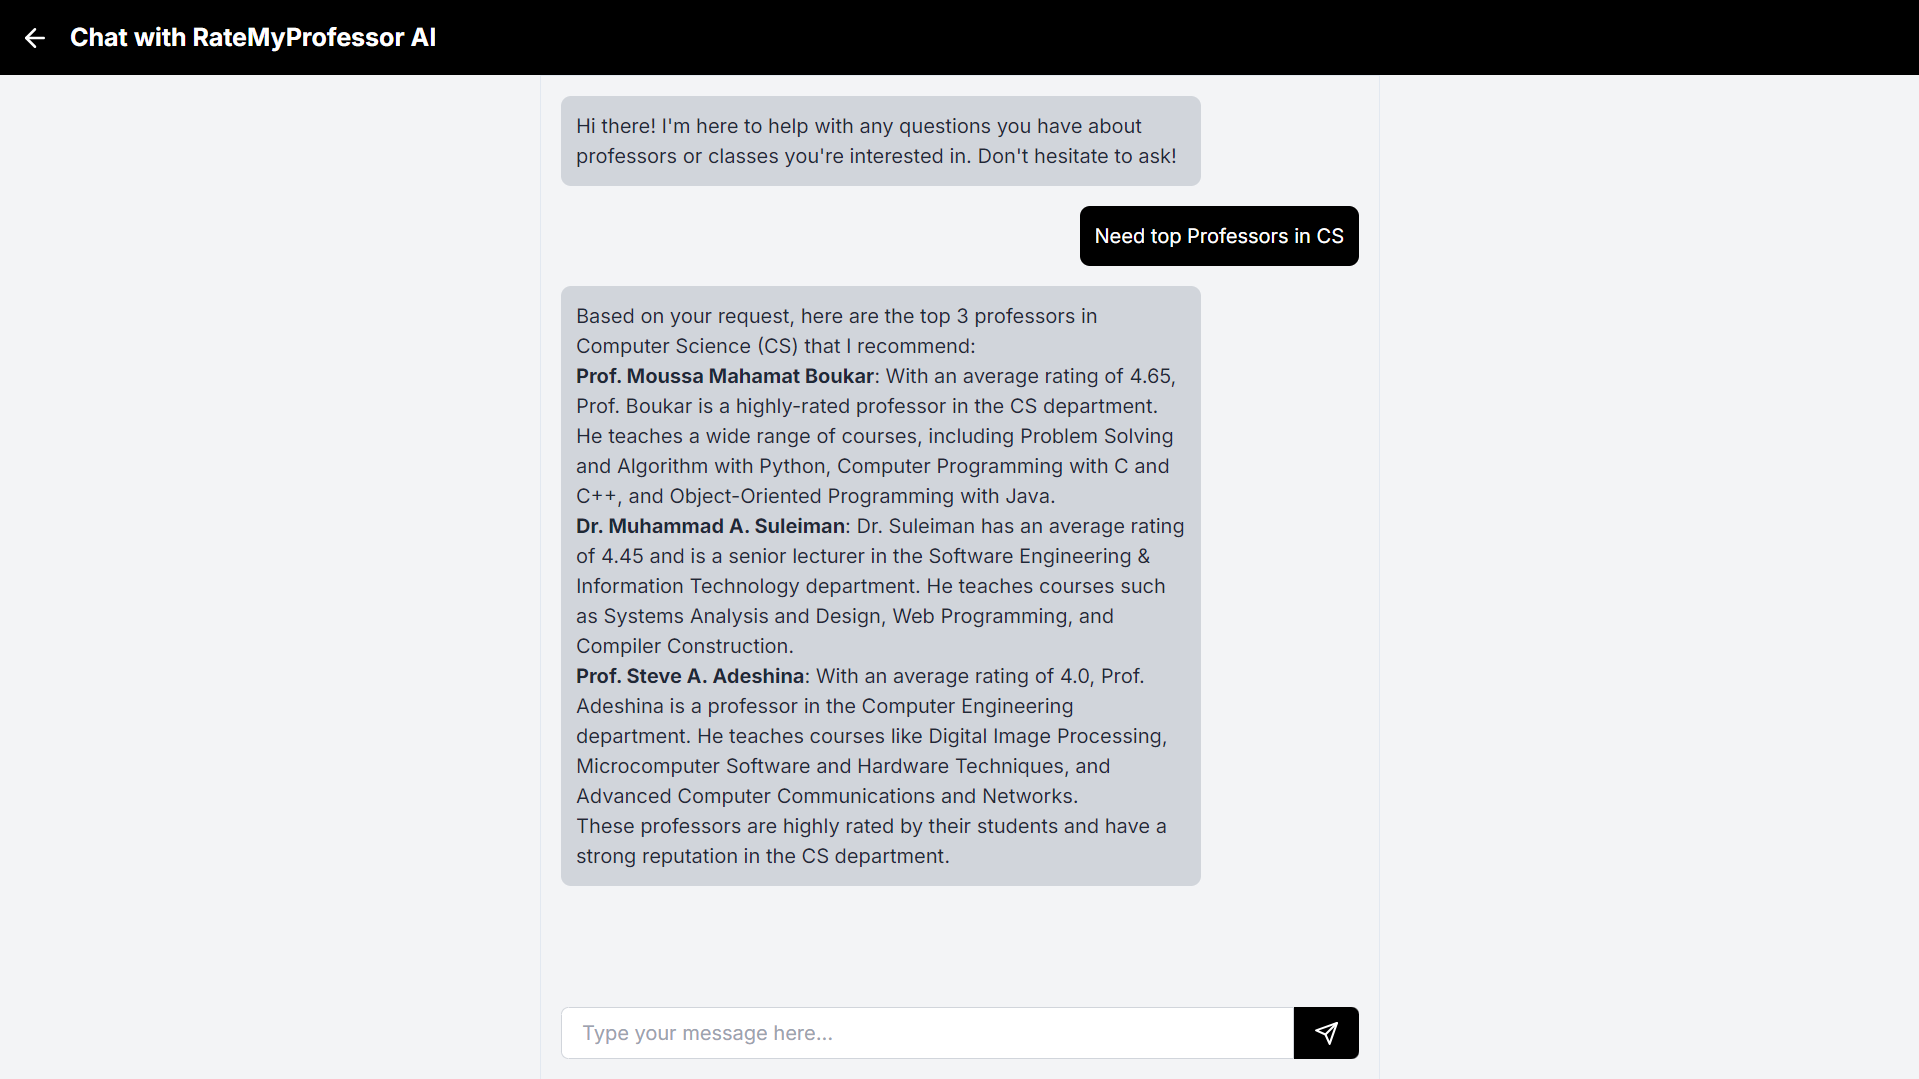 Chat with RateMyProfessor AI
Hi there! I'm here to help with any questions you have about
professors or classes you're interested in. Don't hesitate to ask!
Need top Professors in CS
Based on your request, here are the top 3 professors in
Computer Science (CS) that I recommend:
Prof. Moussa Mahamat Boukar: With an average rating of 4.65,
Prof. Boukar is a highly-rated professor in the CS department.
He teaches a wide range of courses, including Problem Solving
and Algorithm with Python, Computer Programming with C and
C++, and Object-Oriented Programming with Java.
Dr. Muhammad A. Suleiman: Dr. Suleiman has an average rating
of 4.45 and is a senior lecturer in the Software Engineering &
Information Technology department. He teaches courses such
as Systems Analysis and Design, Web Programming, and
Compiler Construction.
Prof. Steve A. Adeshina: With an average rating of 4.0, Prof.
Adeshina is a professor in the Computer Engineering
department. He teaches courses like Digital Image Processing,
Microcomputer Software and Hardware Techniques, and
Advanced Computer Communications and Networks.
These professors are highly rated by their students and have a
strong reputation in the CS department.
Type your message here...